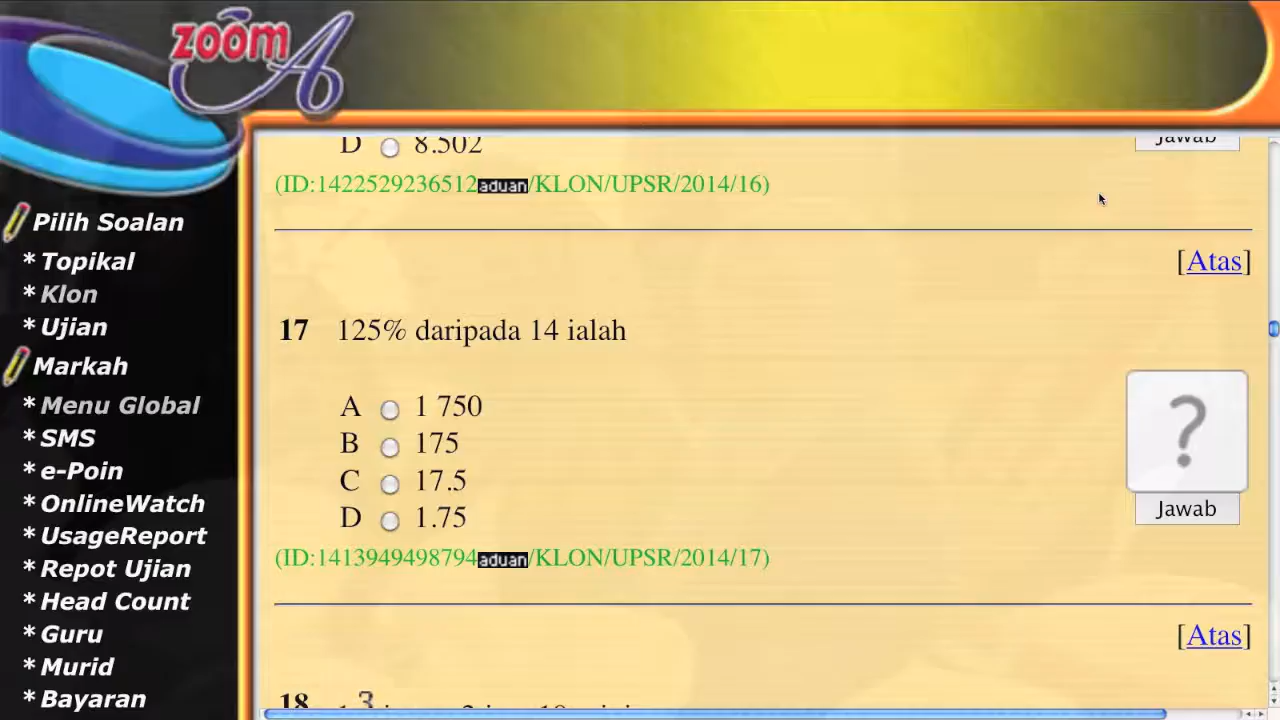 zoom A
Pilih Soalan
* Topikal
* Klon
* Ujian
Markah
* Menu Global
* SMS
* e-Poin
* OnlineWatch
* UsageReport
* Repot Ujian
* Head Count
* Guru
* Murid
* Bayaran
D 8.502
Jawab
(ID:1422529236512aduan/KLON/UPSR/2014/16)
[Atas]
17 125% daripada 14 ialah
A 1 750
B 175
C 17.5
D 1.75
?
Jawab
(ID:1413949498794aduan/KLON/UPSR/2014/17)
[Atas]
18 3